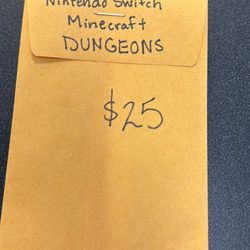 Nintendo Switch
Minecraft
DUNGEONS
$25